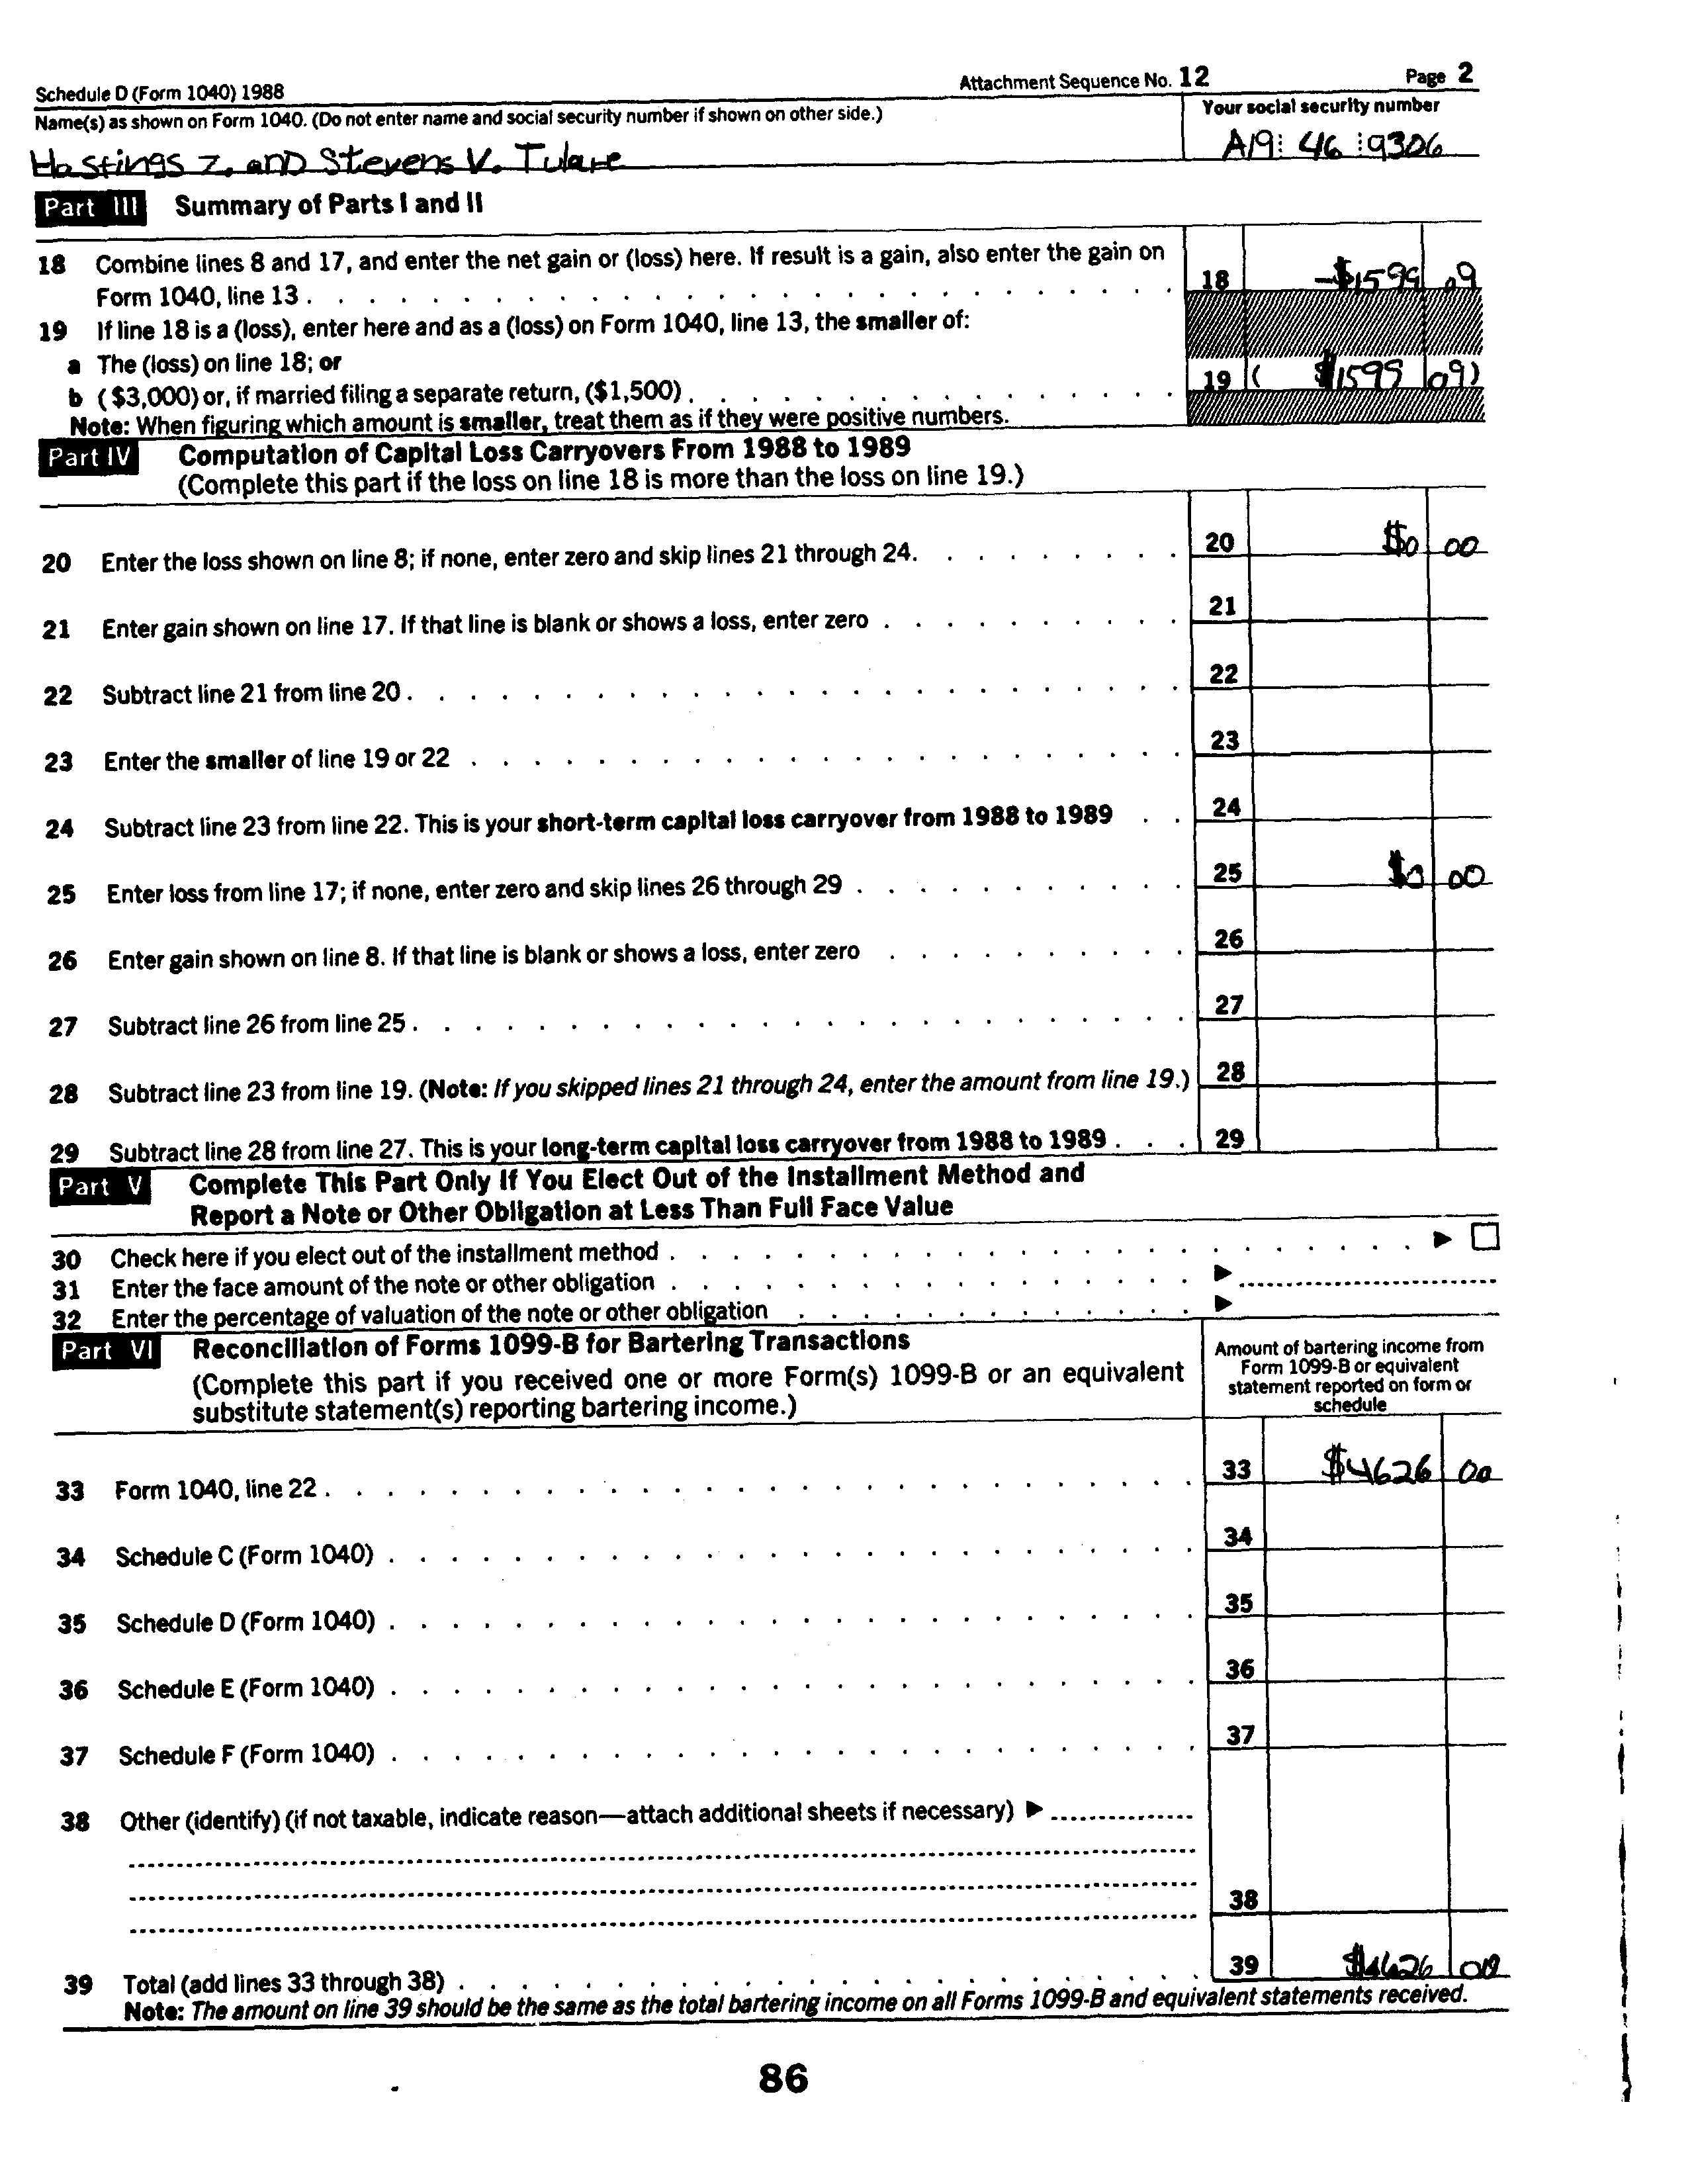 Schedule D (Form 1040) 1988 Attachment Sequence No. 12 Page 2
Name(s) as shown on Form 1040. (Do not enter name and social security number if shown on other side.) Your social security number
Hastings Z. and Stevens V. Tulare A19 46 9306
Part III Summary of Parts I and II
18 Combine lines 8 and 17, and enter the net gain or (loss) here. If result is a gain, also enter the gain on
Form 1040, line 13 . . . . . . . . . . . . . . . . . . . . . . . . . . . 18 -$1599 09
19 If line 18 is a (loss), enter here and as a (loss) on Form 1040, line 13, the smaller of:
a The (loss) on line 18; or
b ($3,000) or, if married filing a separate return, ($1,500) . . . . . . . . . . . . . 19 ( $1599 09)
Note: When figuring which amount is smaller, treat them as if they were positive numbers.
Part IV Computation of Capital Loss Carryovers From 1988 to 1989
(Complete this part if the loss on line 18 is more than the loss on line 19.)
20 Enter the loss shown on line 8; if none, enter zero and skip lines 21 through 24. . . . . . . . . 20 $0 00
21 Enter gain shown on line 17. If that line is blank or shows a loss, enter zero . . . . . . . . . . 21
22 Subtract line 21 from line 20 . . . . . . . . . . . . . . . . . . . . . . . . 22
23 Enter the smaller of line 19 or 22 . . . . . . . . . . . . . . . . . . . . . . 23
24 Subtract line 23 from line 22. This is your short-term capital loss carryover from 1988 to 1989 . . 24
25 Enter loss from line 17; if none, enter zero and skip lines 26 through 29 . . . . . . . . . . . 25 $0 00
26 Enter gain shown on line 8. If that line is blank or shows a loss, enter zero . . . . . . . . . . 26
27 Subtract line 26 from line 25 . . . . . . . . . . . . . . . . . . . . . . . . 27
28 Subtract line 23 from line 19. (Note: If you skipped lines 21 through 24, enter the amount from line 19.) 28
29 Subtract line 28 from line 27. This is your long-term capital loss carryover from 1988 to 1989 . . . 29
Part V Complete This Part Only If You Elect Out of the Installment Method and
Report a Note or Other Obligation at Less Than Full Face Value
30 Check here if you elect out of the installment method . . . . . . . . . . . . . . . . . . . . . . . ▶ ☐
31 Enter the face amount of the note or other obligation . . . . . . . . . . . . . . . . ▶
32 Enter the percentage of valuation of the note or other obligation . . . . . . . . . . . . ▶
Part VI Reconciliation of Forms 1099-B for Bartering Transactions
(Complete this part if you received one or more Form(s) 1099-B or an equivalent
substitute statement(s) reporting bartering income.)
Amount of bartering income from
Form 1099-B or equivalent
statement reported on form or
schedule
33 Form 1040, line 22 . . . . . . . . . . . . . . . . . . . . . . . . . . . 33 $4626 00
34 Schedule C (Form 1040) . . . . . . . . . . . . . . . . . . . . . . . . . 34
35 Schedule D (Form 1040) . . . . . . . . . . . . . . . . . . . . . . . . . 35
36 Schedule E (Form 1040) . . . . . . . . . . . . . . . . . . . . . . . . . 36
37 Schedule F (Form 1040) . . . . . . . . . . . . . . . . . . . . . . . . . 37
38 Other (identify) (if not taxable, indicate reason—attach additional sheets if necessary) ▶
38
39 Total (add lines 33 through 38) . . . . . . . . . . . . . . . . . . . . . . . 39 $4626 00
Note: The amount on line 39 should be the same as the total bartering income on all Forms 1099-B and equivalent statements received.
86